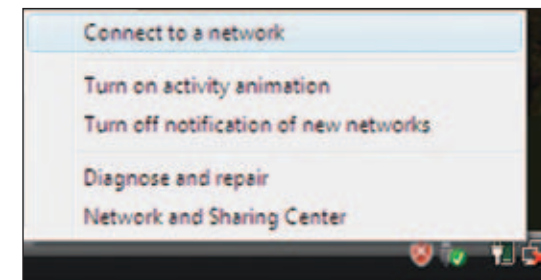 Connect to a network
Turn on activity animation
Turn off notification of new networks
Diagnose and repair
Network and Sharing Center